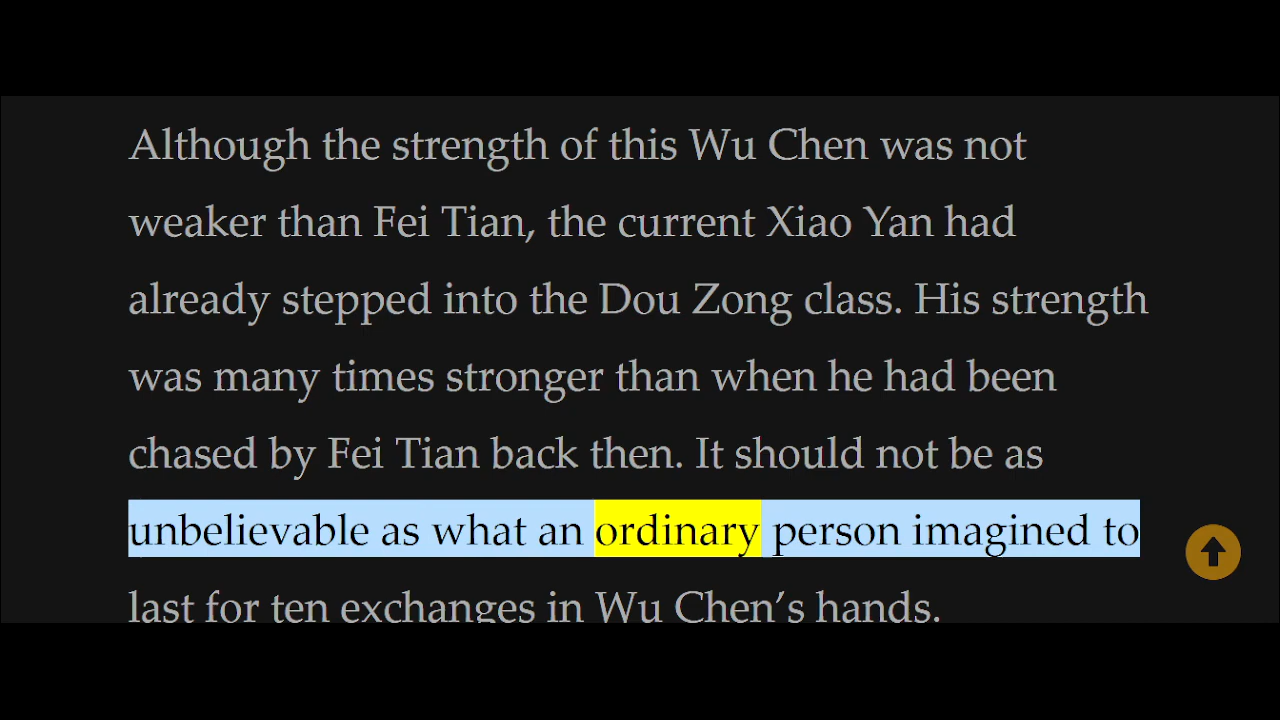 Although the strength of this Wu Chen was not
weaker than Fei Tian, the current Xiao Yan had
already stepped into the Dou Zong class. His strength
was many times stronger than when he had been
chased by Fei Tian back then. It should not be as
unbelievable as what an ordinary person imagined to
last for ten exchanges in Wu Chen’s hands.